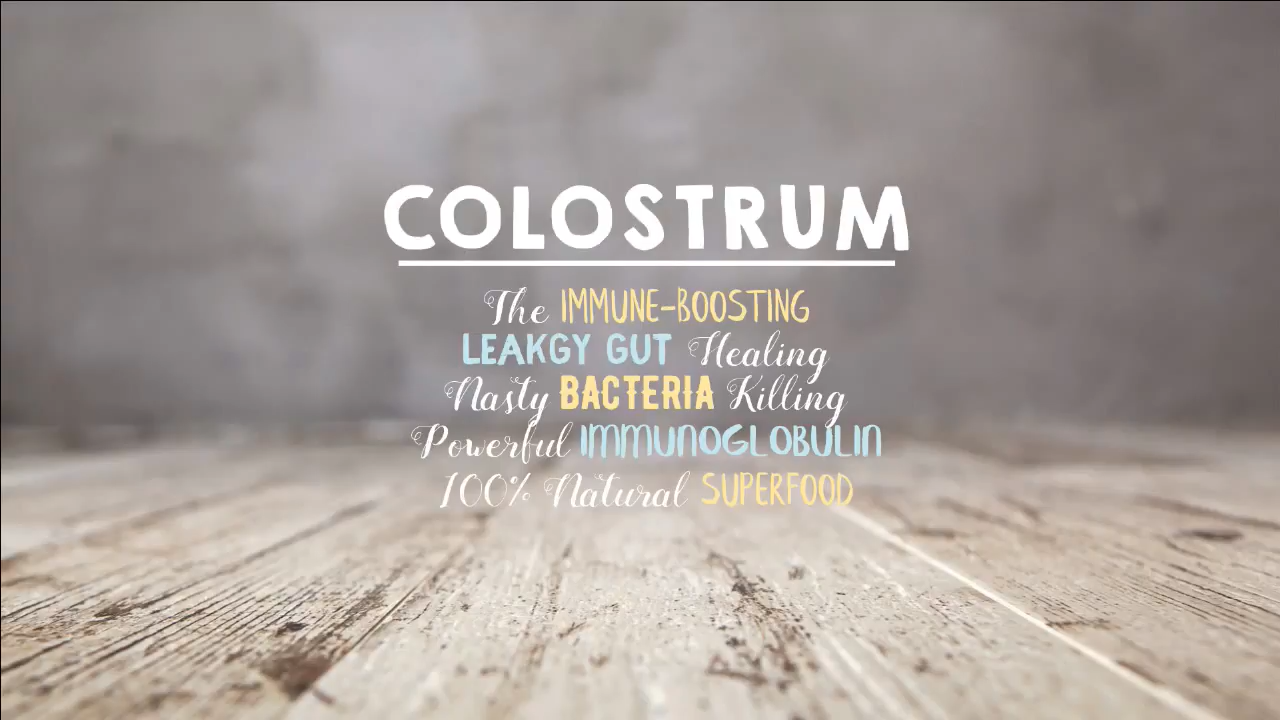 COLOSTRUM
The IMMUNE-BOOSTING
LEAKGY GUT Healing
Nasty BACTERIA Killing
Powerful IMMUNOGLOBULIN
100% Natural SUPERFOOD